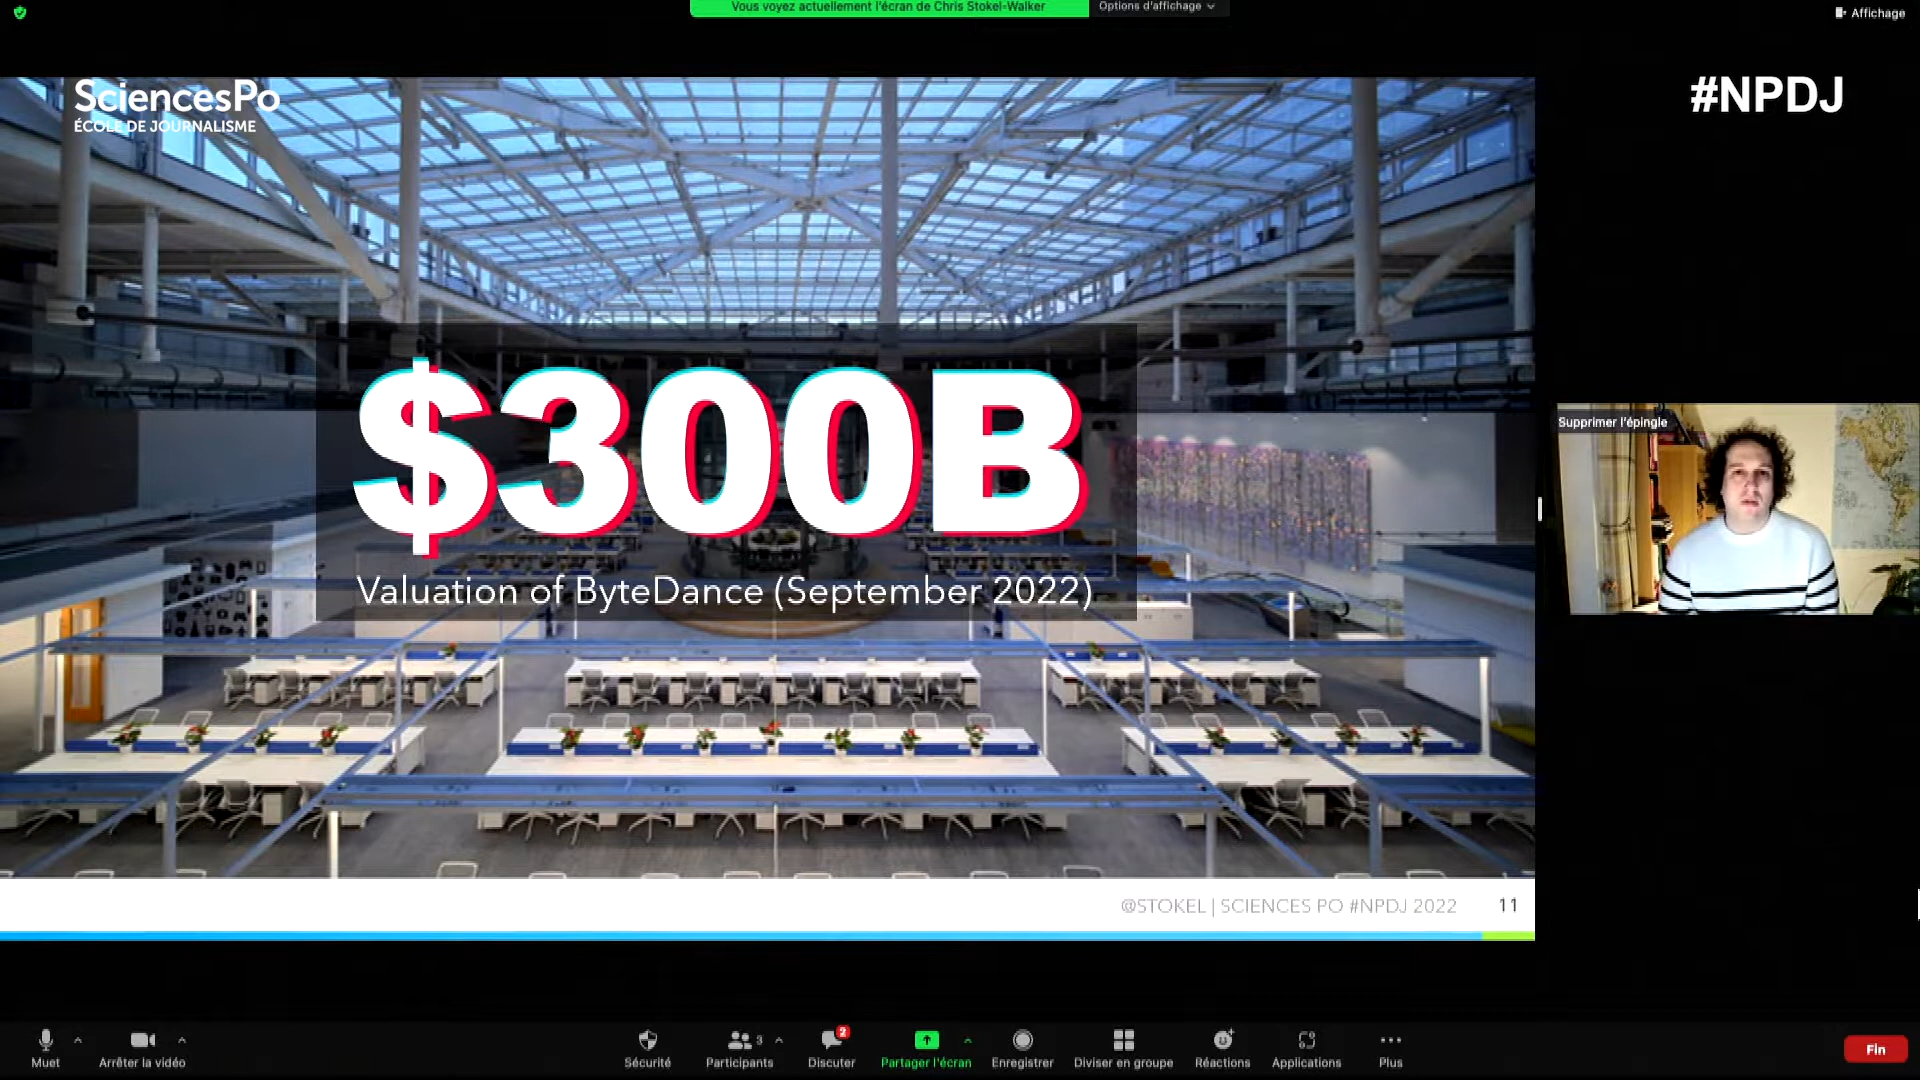 Vous voyez actuellement l'écran de Chris Stokel-Walker
Options d'affichage
Affichage
SciencesPo
ÉCOLE DE JOURNALISME
#NPDJ
$300B
Valuation of ByteDance (September 2022)
Supprimer l'épingle
@STOKEL | SCIENCES PO #NPDJ 2022
11
Muet
Arrêter la vidéo
Sécurité
3
Participants
2
Discuter
Partager l'écran
Enregistrer
Diviser en groupe
Réactions
Applications
Plus
Fin